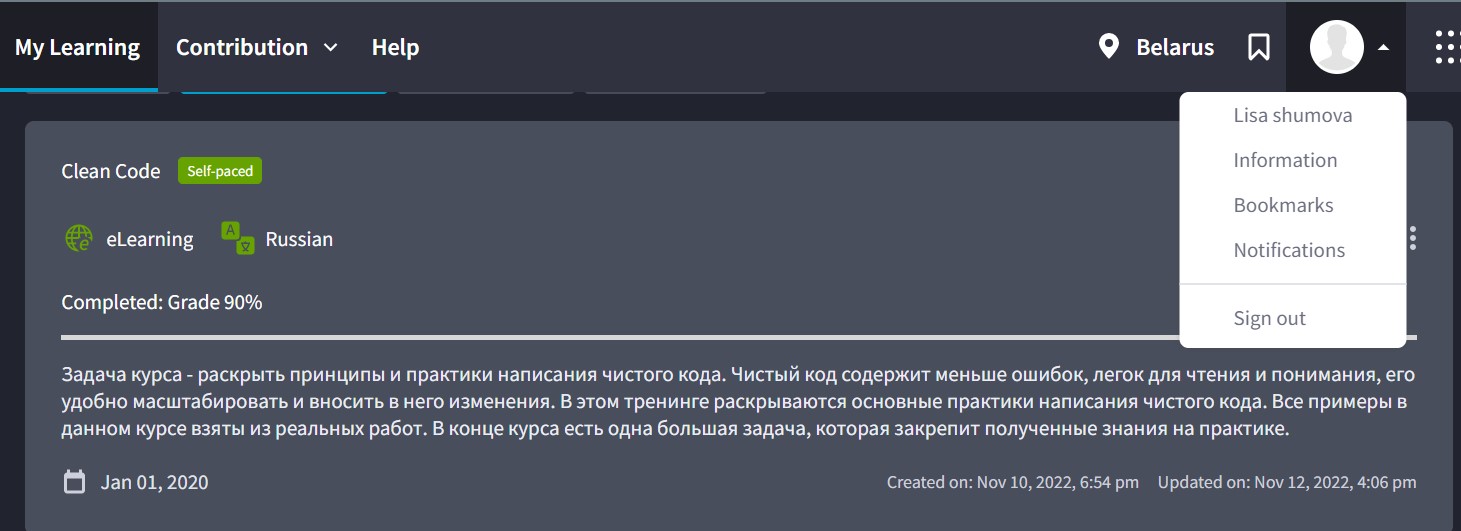 My Learning Contribution Help Belarus
Lisa shumova
Information
Bookmarks
Notifications
Sign out
Clean Code Self-paced
eLearning Russian
Completed: Grade 90%
Задача курса - раскрыть принципы и практики написания чистого кода. Чистый код содержит меньше ошибок, легок для чтения и понимания, его
удобно масштабировать и вносить в него изменения. В этом тренинге раскрываются основные практики написания чистого кода. Все примеры в
данном курсе взяты из реальных работ. В конце курса есть одна большая задача, которая закрепит полученные знания на практике.
Jan 01, 2020 Created on: Nov 10, 2022, 6:54 pm Updated on: Nov 12, 2022, 4:06 pm